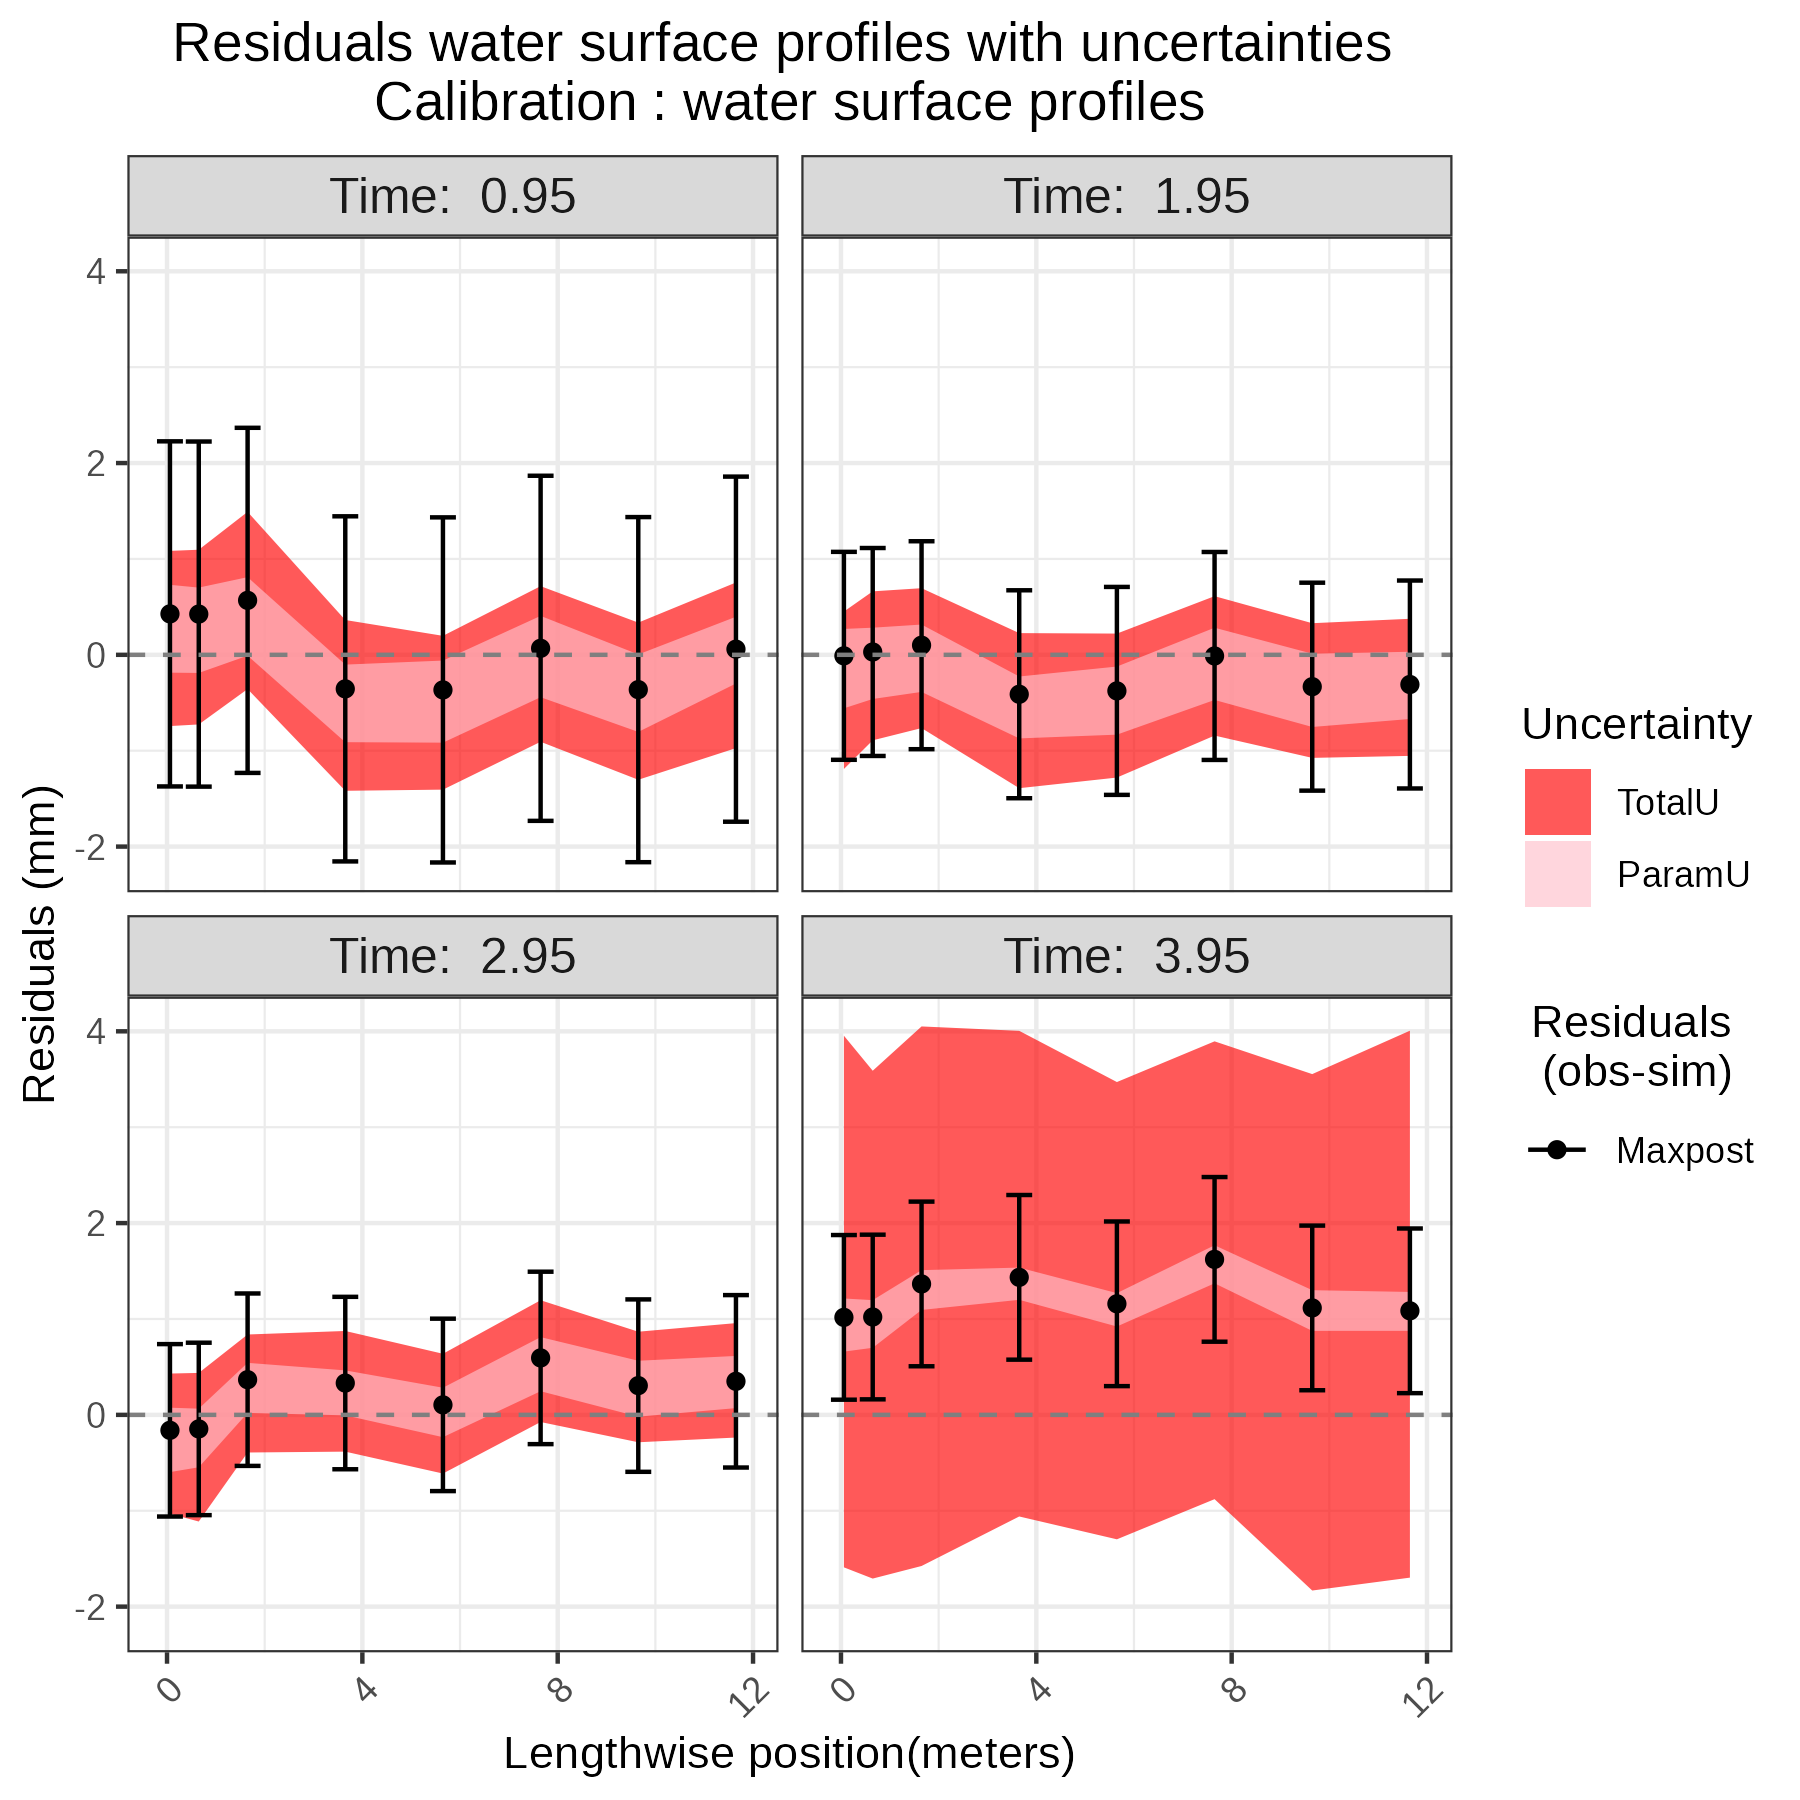 Residuals water surface profiles with uncertainties
Calibration : water surface profiles
Time:  0.95
Time:  1.95
4
2
0
-2
Time:  2.95
Time:  3.95
4
2
0
-2
0
4
8
12
0
4
8
12
Lengthwise position(meters)
Residuals (mm)
Uncertainty
TotalU
ParamU
Residuals
(obs-sim)
Maxpost